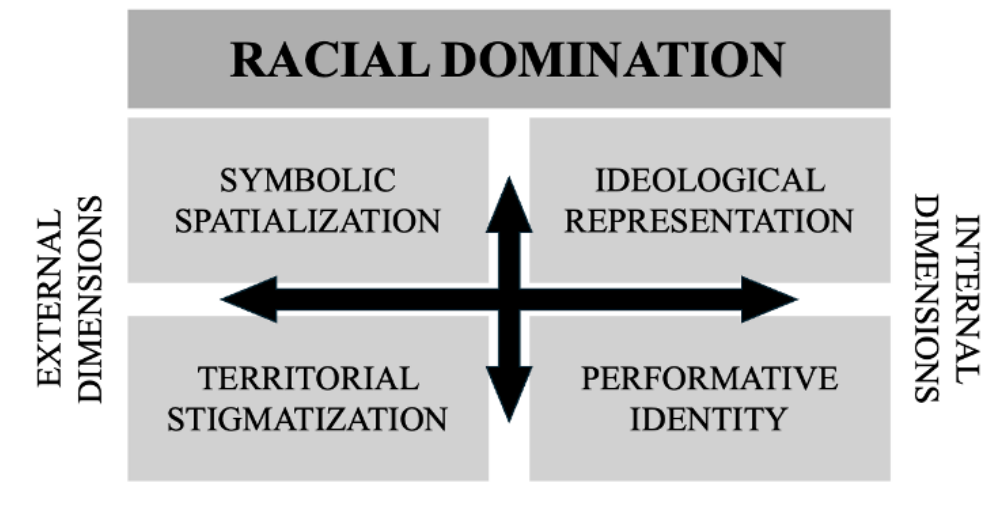 RACIAL DOMINATION
EXTERNAL
DIMENSIONS
SYMBOLIC
SPATIALIZATION
IDEOLOGICAL
REPRESENTATION
TERRITORIAL
STIGMATIZATION
PERFORMATIVE
IDENTITY
INTERNAL
DIMENSIONS